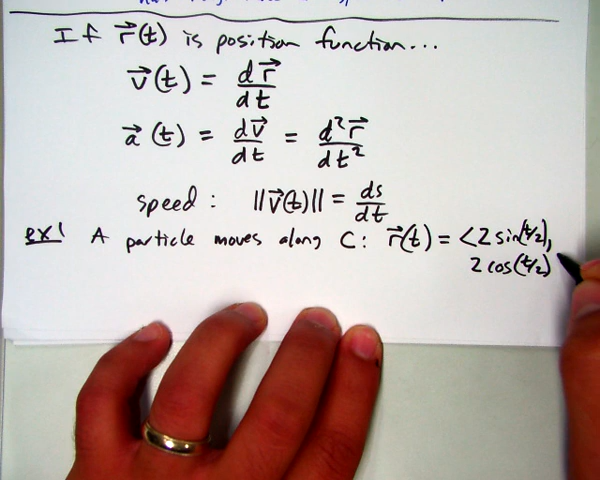 If r⃗(t) is position function...
v⃗(t) = dr⃗/dt
a⃗(t) = dv⃗/dt = d²r⃗/dt²
speed: ||v⃗(t)|| = ds/dt
ex1 A particle moves along C: r⃗(t) = <2 sin(t/2),
2 cos(t/2)